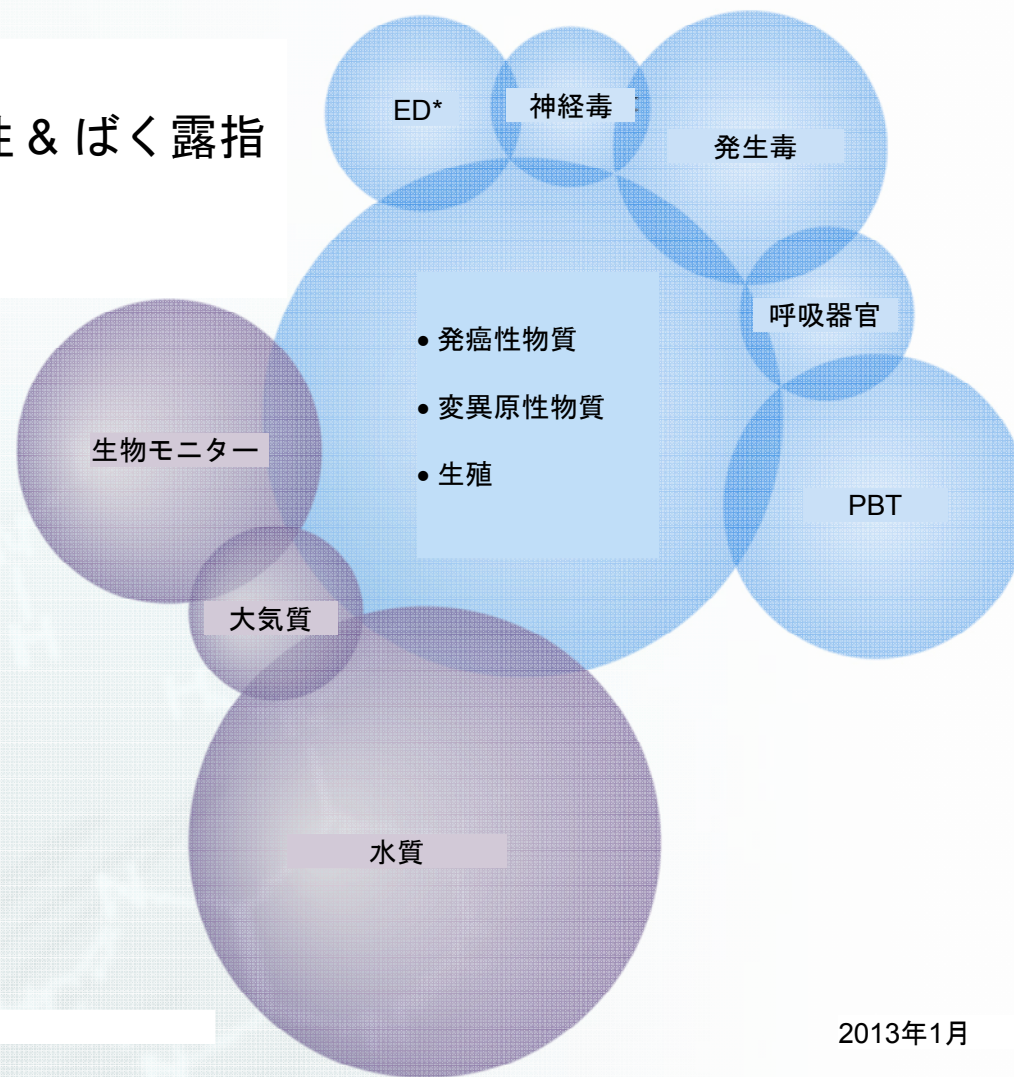 性 & ばく露指
ED*
神経毒
発生毒
呼吸器官
• 発癌性物質
• 変異原性物質
• 生殖
生物モニター
PBT
大気質
水質
2013年1月